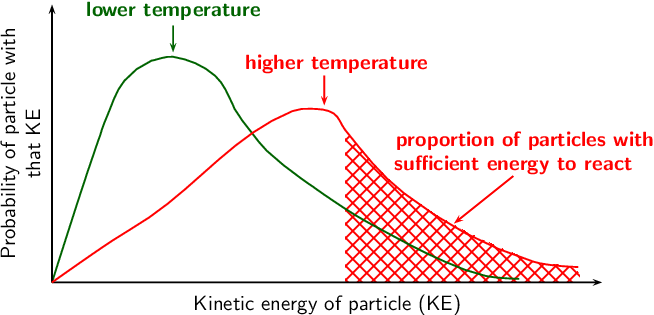 lower temperature
higher temperature
proportion of particles with
sufficient energy to react
Probability of particle with
that KE
Kinetic energy of particle (KE)